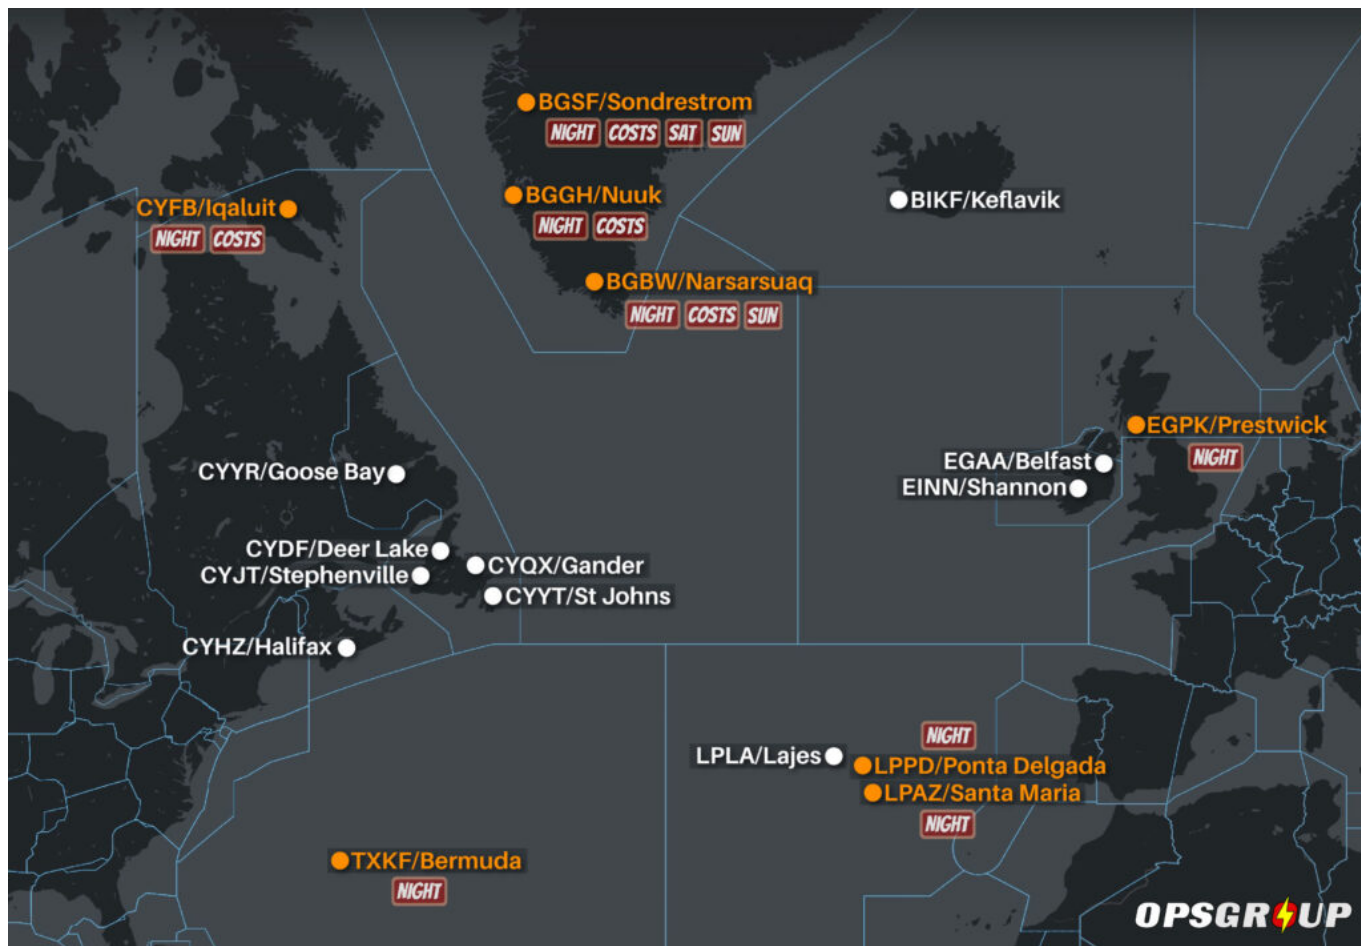 BGSF/Sondrestrom
NIGHT COSTS SAT SUN
BGGH/Nuuk
NIGHT COSTS
CYFB/Iqaluit
NIGHT COSTS
BIKF/Keflavik
BGBW/Narsarsuaq
NIGHT COSTS SUN
EGPK/Prestwick
NIGHT
EGAA/Belfast
EINN/Shannon
CYYR/Goose Bay
CYDF/Deer Lake
CYJT/Stephenville
CYQX/Gander
CYYT/St Johns
CYHZ/Halifax
NIGHT
LPLA/Lajes
LPPD/Ponta Delgada
LPAZ/Santa Maria
NIGHT
TXKF/Bermuda
NIGHT
OPSGROUP